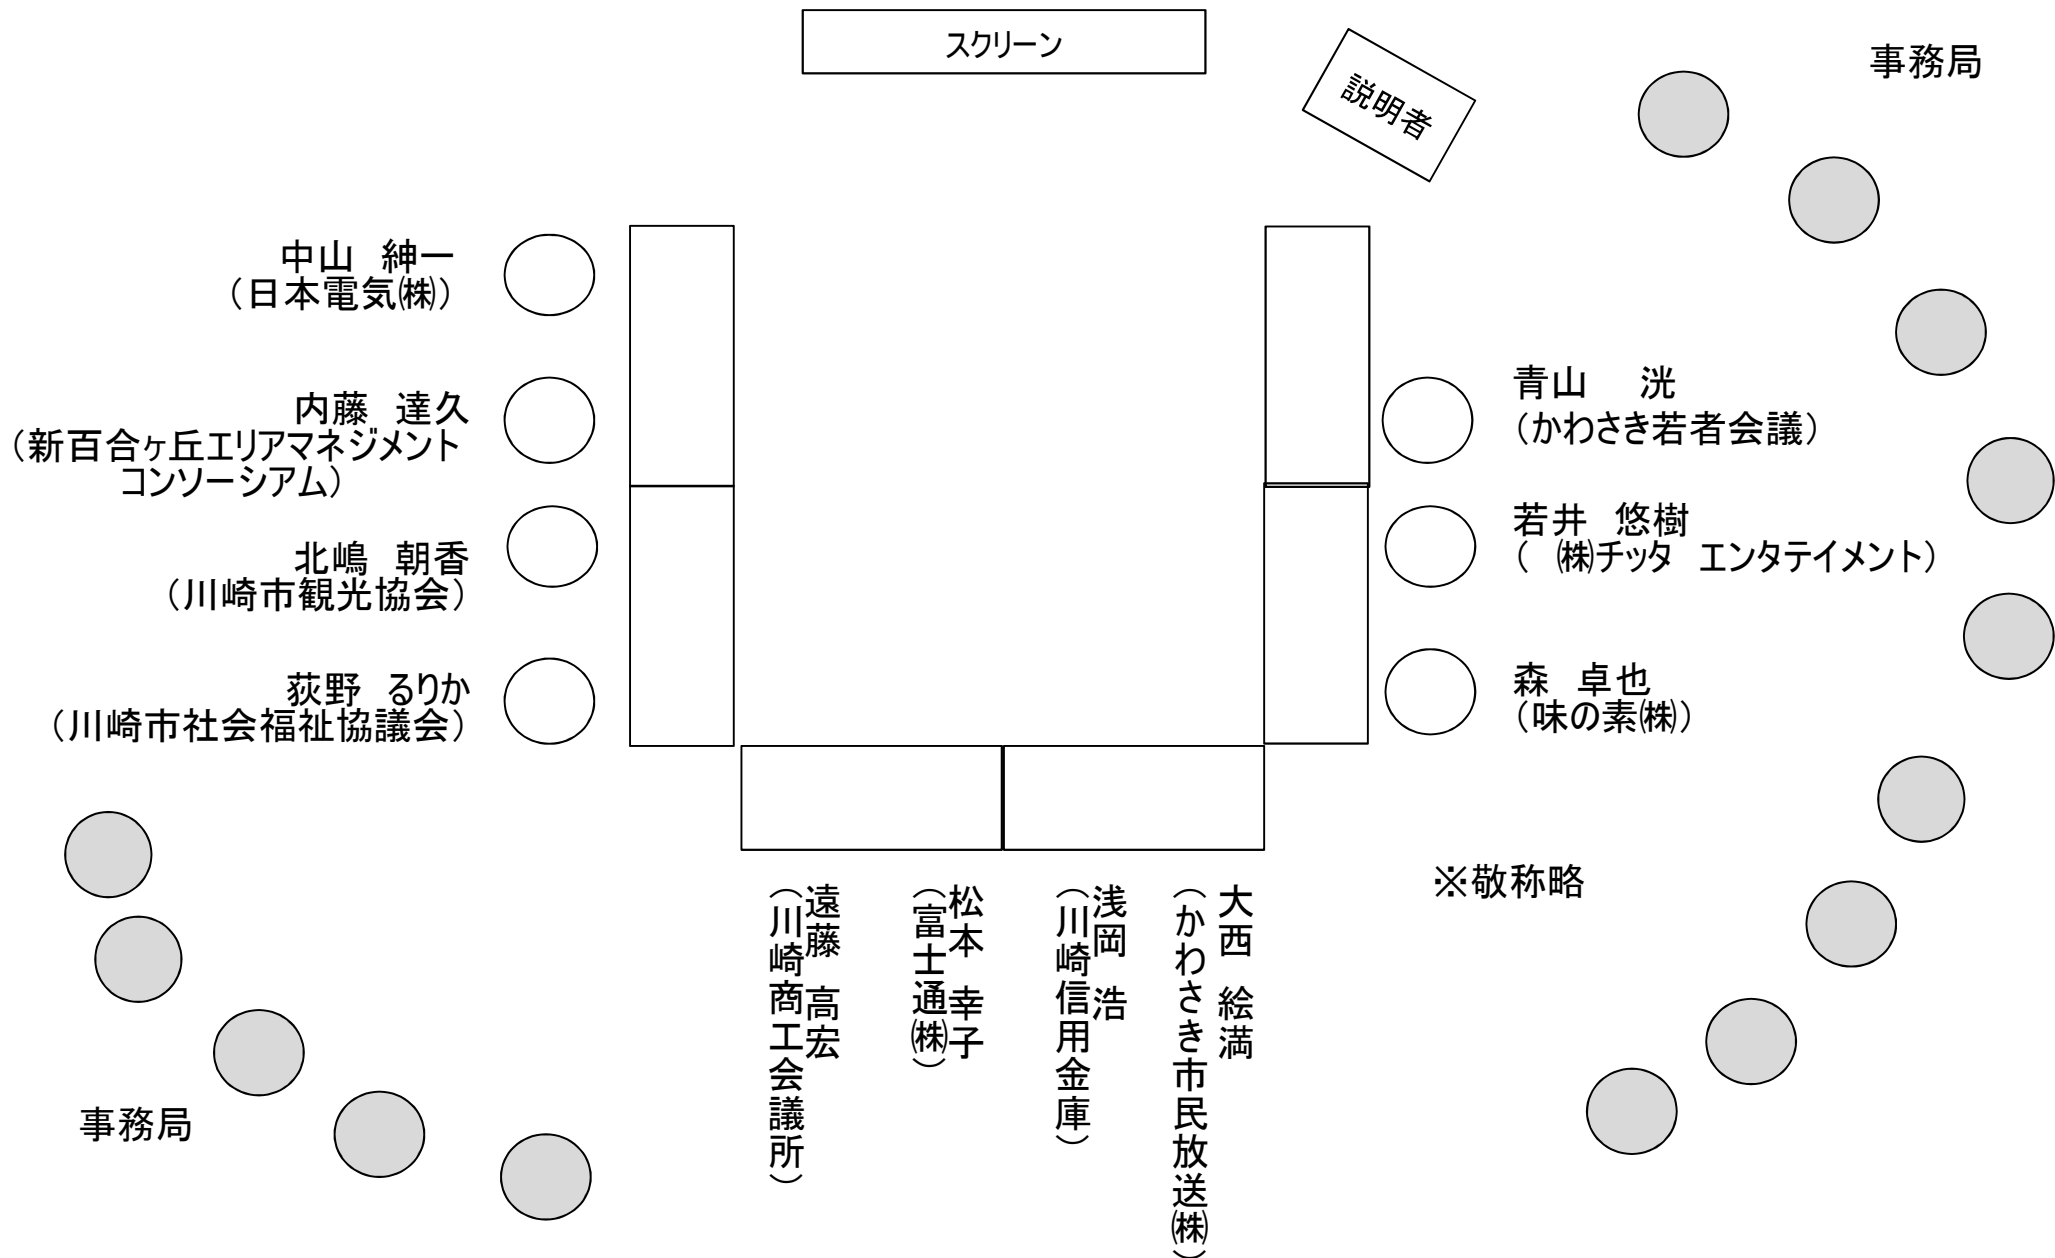 スクリーン
説明者
事務局
中山　紳一
（日本電気㈱）
内藤　達久
（新百合ヶ丘エリアマネジメント
コンソーシアム）
北嶋　朝香
（川崎市観光協会）
荻野　るりか
（川崎市社会福祉協議会）
青山　洸
（かわさき若者会議）
若井　悠樹
（　㈱チッタ　エンタテイメント）
森　卓也
（味の素㈱）
※敬称略
大西　絵満
（かわさき市民放送㈱）
浅岡　浩
（川崎信用金庫）
松本　幸子
（富士通㈱）
遠藤　高宏
（川崎商工会議所）
事務局